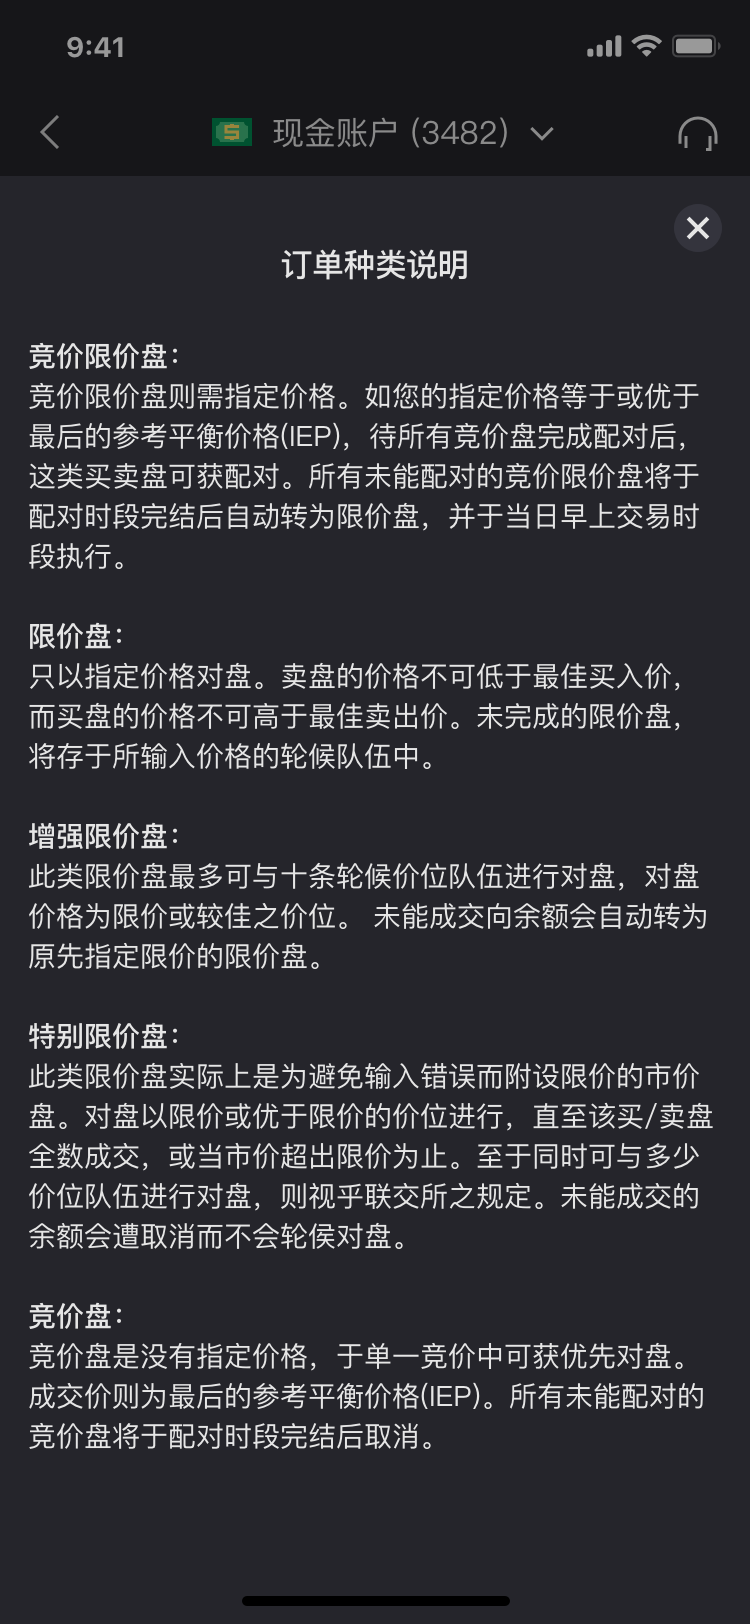 9:41
现金账户 (3482)
订单种类说明
竞价限价盘：
竞价限价盘则需指定价格。如您的指定价格等于或优于
最后的参考平衡价格(IEP)，待所有竞价盘完成配对后，
这类买卖盘可获配对。所有未能配对的竞价限价盘将于
配对时段完结后自动转为限价盘，并于当日早上交易时
段执行。
限价盘：
只以指定价格对盘。卖盘的价格不可低于最佳买入价，
而买盘的价格不可高于最佳卖出价。未完成的限价盘，
将存于所输入价格的轮候队伍中。
增强限价盘：
此类限价盘最多可与十条轮候价位队伍进行对盘，对盘
价格为限价或较佳之价位。 未能成交向余额会自动转为
原先指定限价的限价盘。
特别限价盘：
此类限价盘实际上是为避免输入错误而附设限价的市价
盘。对盘以限价或优于限价的价位进行，直至该买/卖盘
全数成交，或当市价超出限价为止。至于同时可与多少
价位队伍进行对盘，则视乎联交所之规定。未能成交的
余额会遭取消而不会轮侯对盘。
竞价盘：
竞价盘是没有指定价格，于单一竞价中可获优先对盘。
成交价则为最后的参考平衡价格(IEP)。所有未能配对的
竞价盘将于配对时段完结后取消。